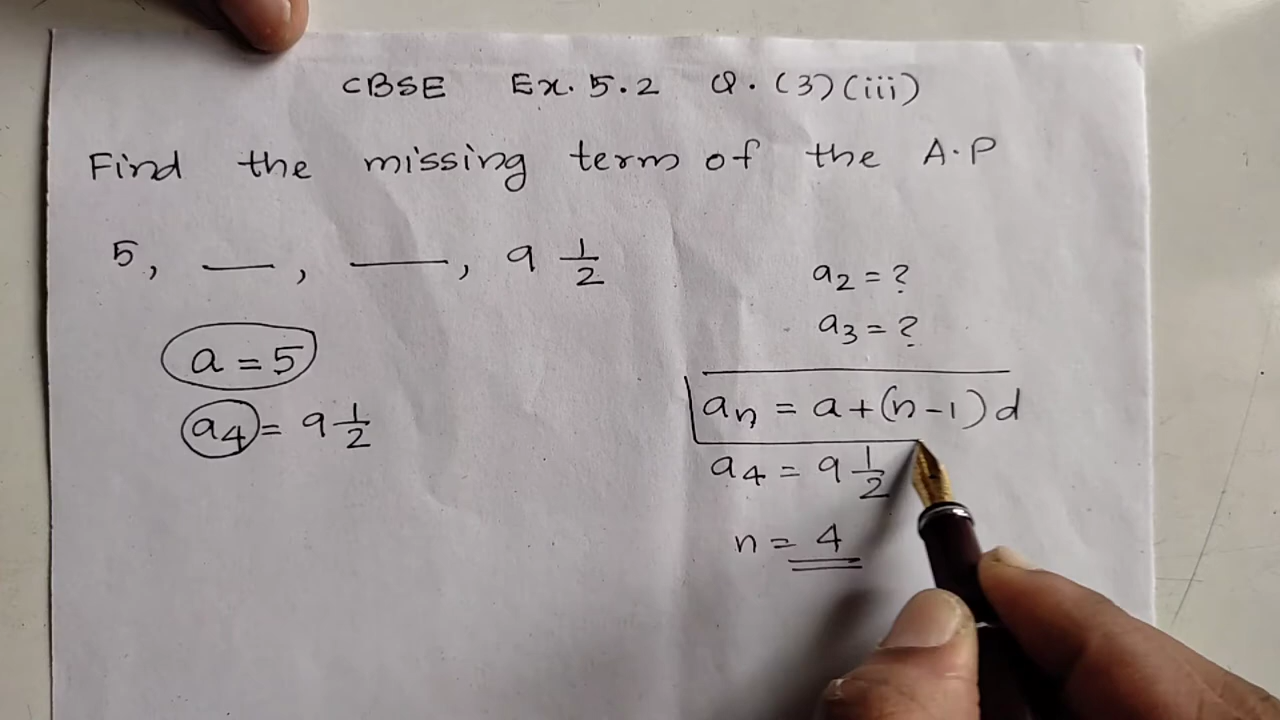 CBSE Ex. 5.2 Q. (3)(iii)
Find the missing term of the A.P
5, __, ___, 9 1/2
a = 5
a4 = 9 1/2
a2 = ?
a3 = ?
an = a + (n-1) d
a4 = 9 1/2
n = 4